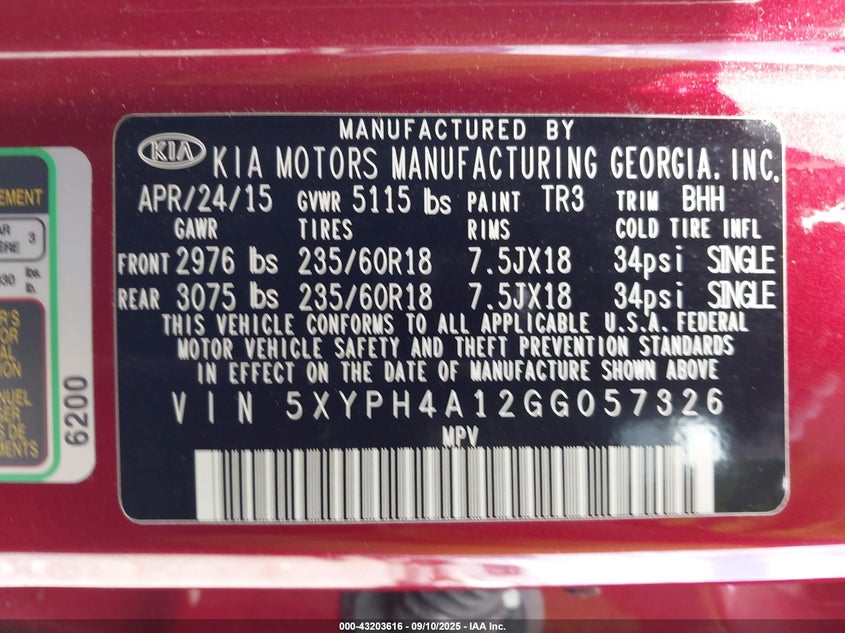 MANUFACTURED BY
KIA KIA MOTORS MANUFACTURING GEORGIA, INC.
APR/24/15 GVWR 5115 lbs PAINT TR3 TRIM BHH
GAWR TIRES RIMS COLD TIRE INFL
FRONT 2976 lbs 235/60R18 7.5JX18 34psi SINGLE
REAR 3075 lbs 235/60R18 7.5JX18 34psi SINGLE
THIS VEHICLE CONFORMS TO ALL APPLICABLE U.S.A. FEDERAL
MOTOR VEHICLE SAFETY AND THEFT PREVENTION STANDARDS
IN EFFECT ON THE DATE OF MANUFACTURE SHOWN ABOVE
VIN 5XYPH4A12GG057326
MPV
3
lbs.
lb.
6200
000-43203616 - 09/10/2025 - IAA Inc.